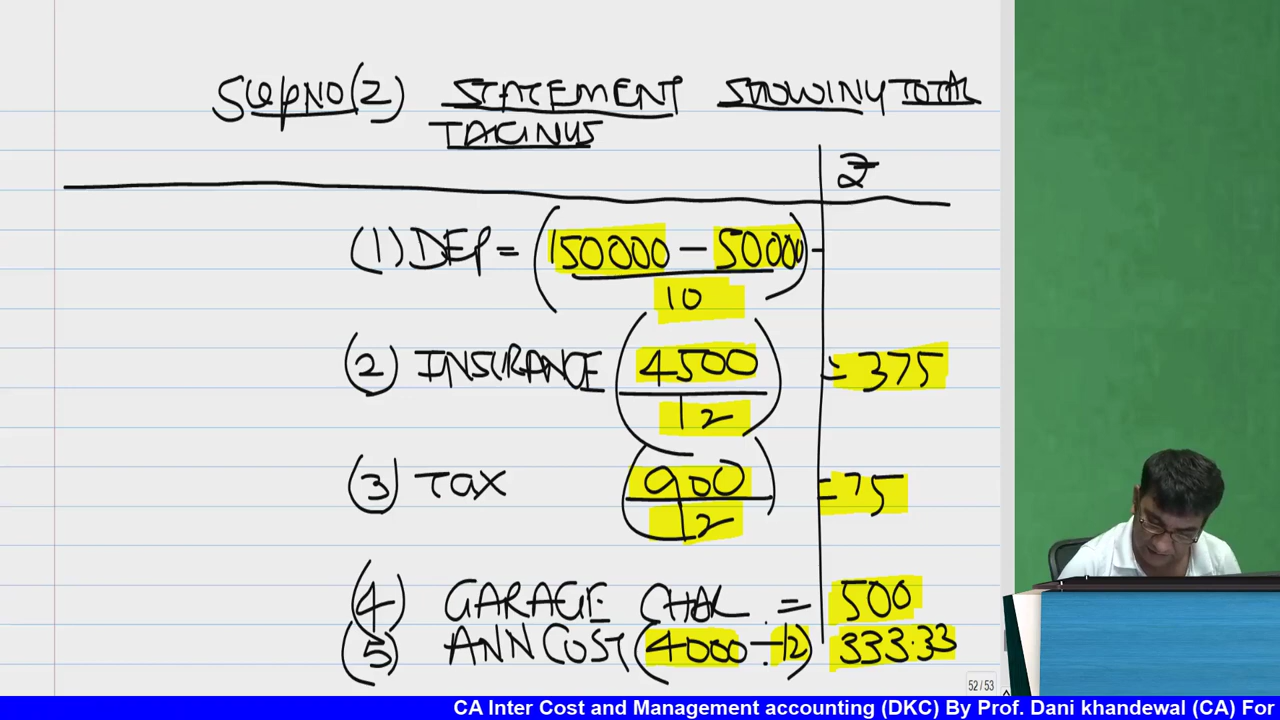 Step NO (2) STATEMENT SHOWING TOTAL
₹
(1) DEP = (150000 - 50000) -
10
(2) INSURANCE (4500) = 375
12
(3) TAX (900) = 75
12
(4) GARAGE CHAR. = 500
(5) ANN COST (4000 ÷ 12) 333.33
52/53
CA Inter Cost and Management accounting (DKC) By Prof. Dani khandewal (CA) For